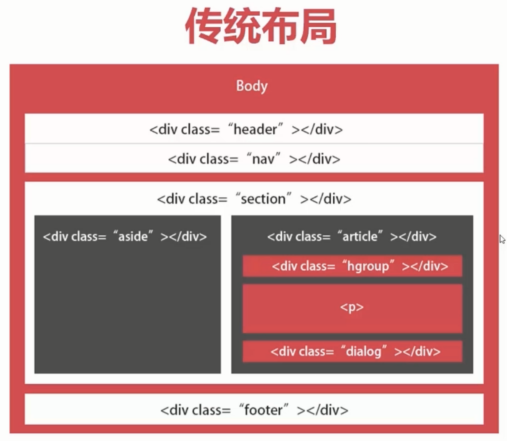 传统布局
Body
<div class=“header”></div>
<div class=“nav”></div>
<div class=“section”></div>
<div class=“aside”></div>
<div class=“article”></div>
<div class=“hgroup”></div>
<p>
<div class=“dialog”></div>
<div class=“footer”></div>